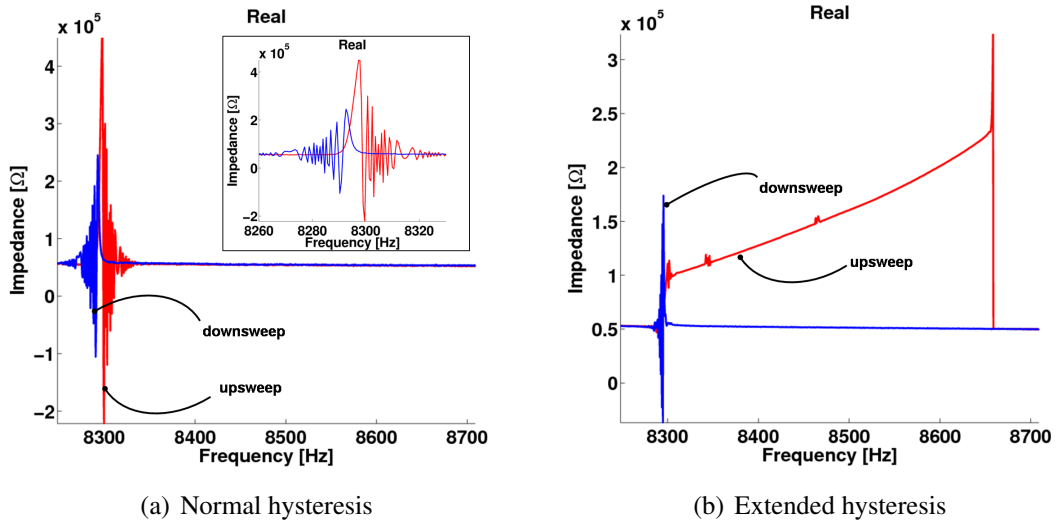 Real
x 10^5
Impedance [Ω]
4
3
2
1
0
−1
−2
8300
8400
8500
8600
8700
Frequency [Hz]
downsweep
upsweep
Real
x 10^5
Impedance [Ω]
4
2
0
−2
8260
8280
8300
8320
Frequency [Hz]
(a) Normal hysteresis
Real
x 10^5
Impedance [Ω]
3
2.5
2
1.5
1
0.5
0
8300
8400
8500
8600
8700
Frequency [Hz]
downsweep
upsweep
(b) Extended hysteresis